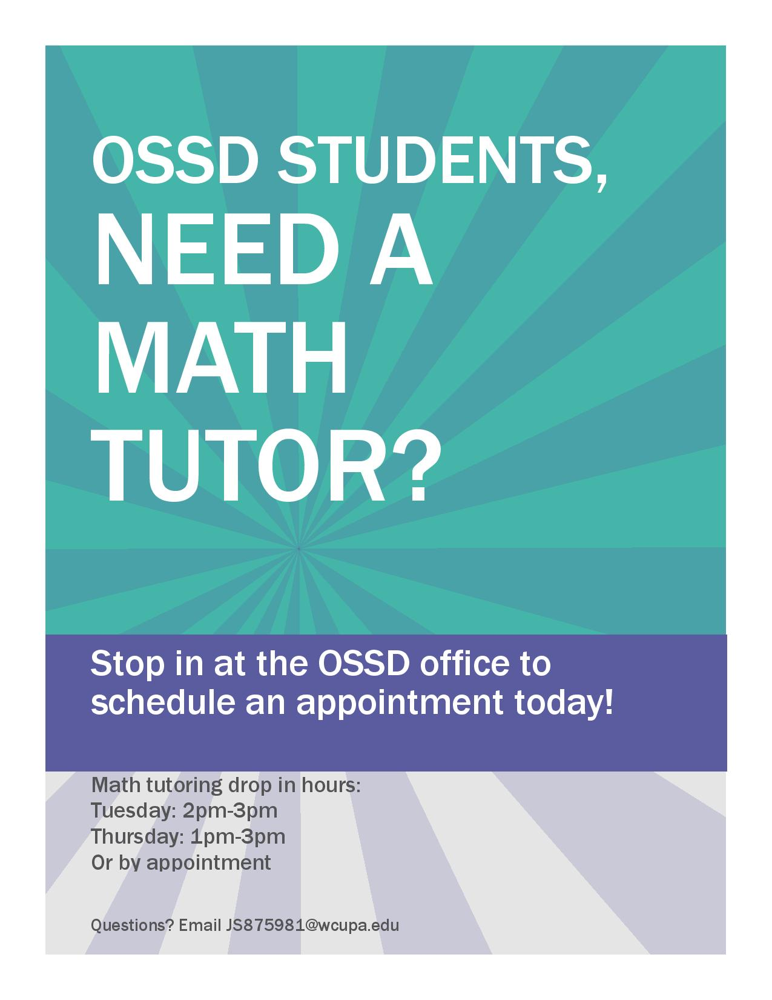 OSSD STUDENTS,
NEED A
MATH
TUTOR?
Stop in at the OSSD office to
schedule an appointment today!
Math tutoring drop in hours:
Tuesday: 2pm-3pm
Thursday: 1pm-3pm
Or by appointment
Questions? Email JS875981@wcupa.edu